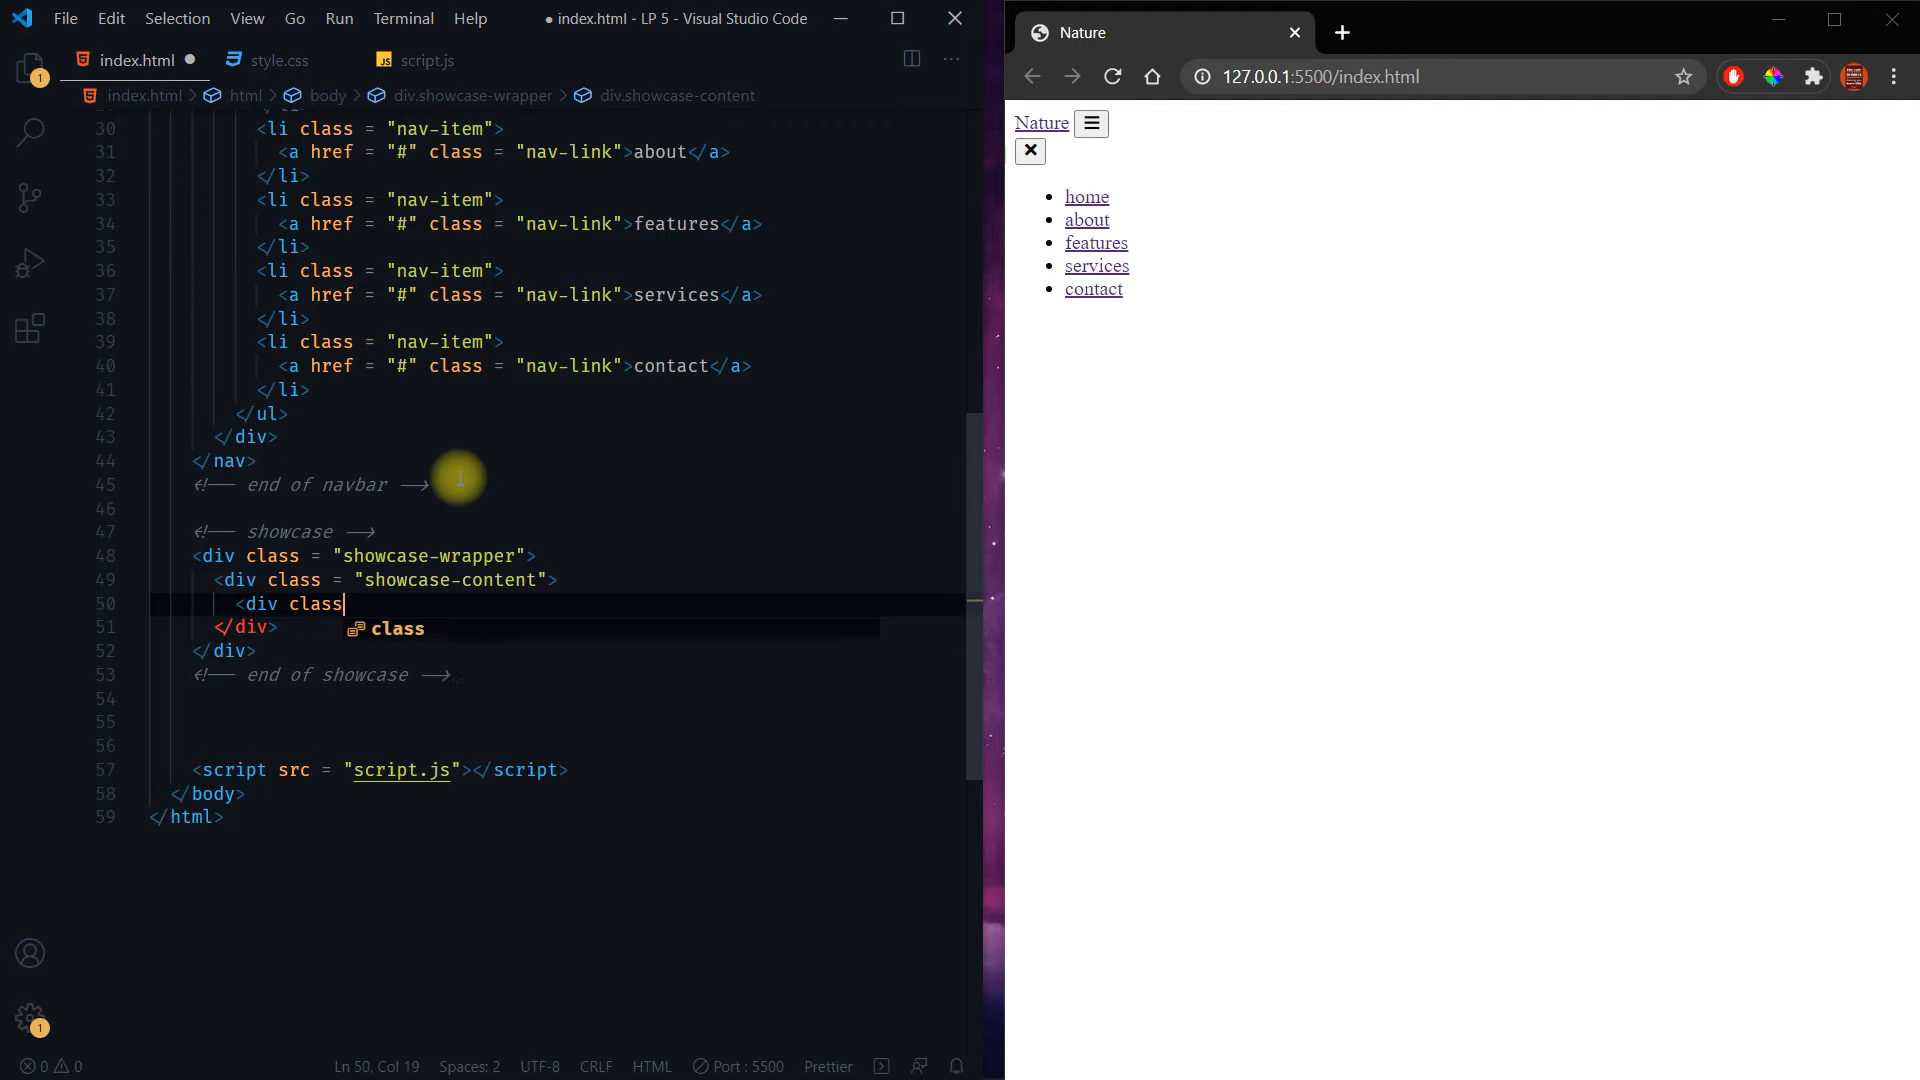 File Edit Selection View Go Run Terminal Help ● index.html - LP 5 - Visual Studio Code
index.html ● style.css JS script.js ...
index.html > html > body > div.showcase-wrapper > div.showcase-content
30 <li class = "nav-item">
31 <a href = "#" class = "nav-link">about</a>
32 </li>
33 <li class = "nav-item">
34 <a href = "#" class = "nav-link">features</a>
35 </li>
36 <li class = "nav-item">
37 <a href = "#" class = "nav-link">services</a>
38 </li>
39 <li class = "nav-item">
40 <a href = "#" class = "nav-link">contact</a>
41 </li>
42 </ul>
43 </div>
44 </nav>
45 <!-- end of navbar -->
46
47 <!-- showcase -->
48 <div class = "showcase-wrapper">
49 <div class = "showcase-content">
50 <div class
51 </div>
class
52 </div>
53 <!-- end of showcase -->
54
55
56
57 <script src = "script.js"></script>
58 </body>
59 </html>
1
1
0 0 Ln 50, Col 19 Spaces: 2 UTF-8 CRLF HTML Port : 5500 Prettier
Nature
127.0.0.1:5500/index.html
Nature ☰
×
• home
• about
• features
• services
• contact